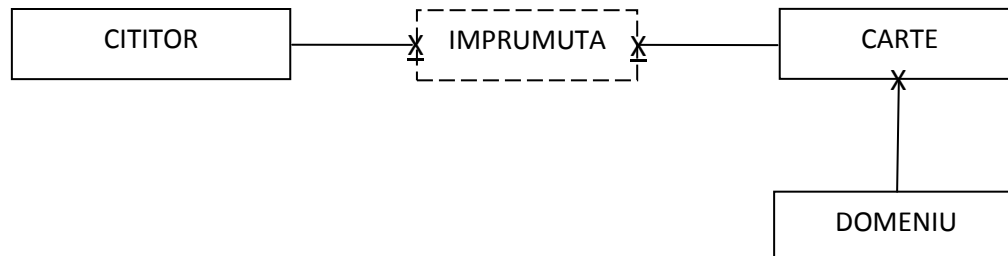 CITITOR
IMPRUMUTA
CARTE
X
X
X
DOMENIU